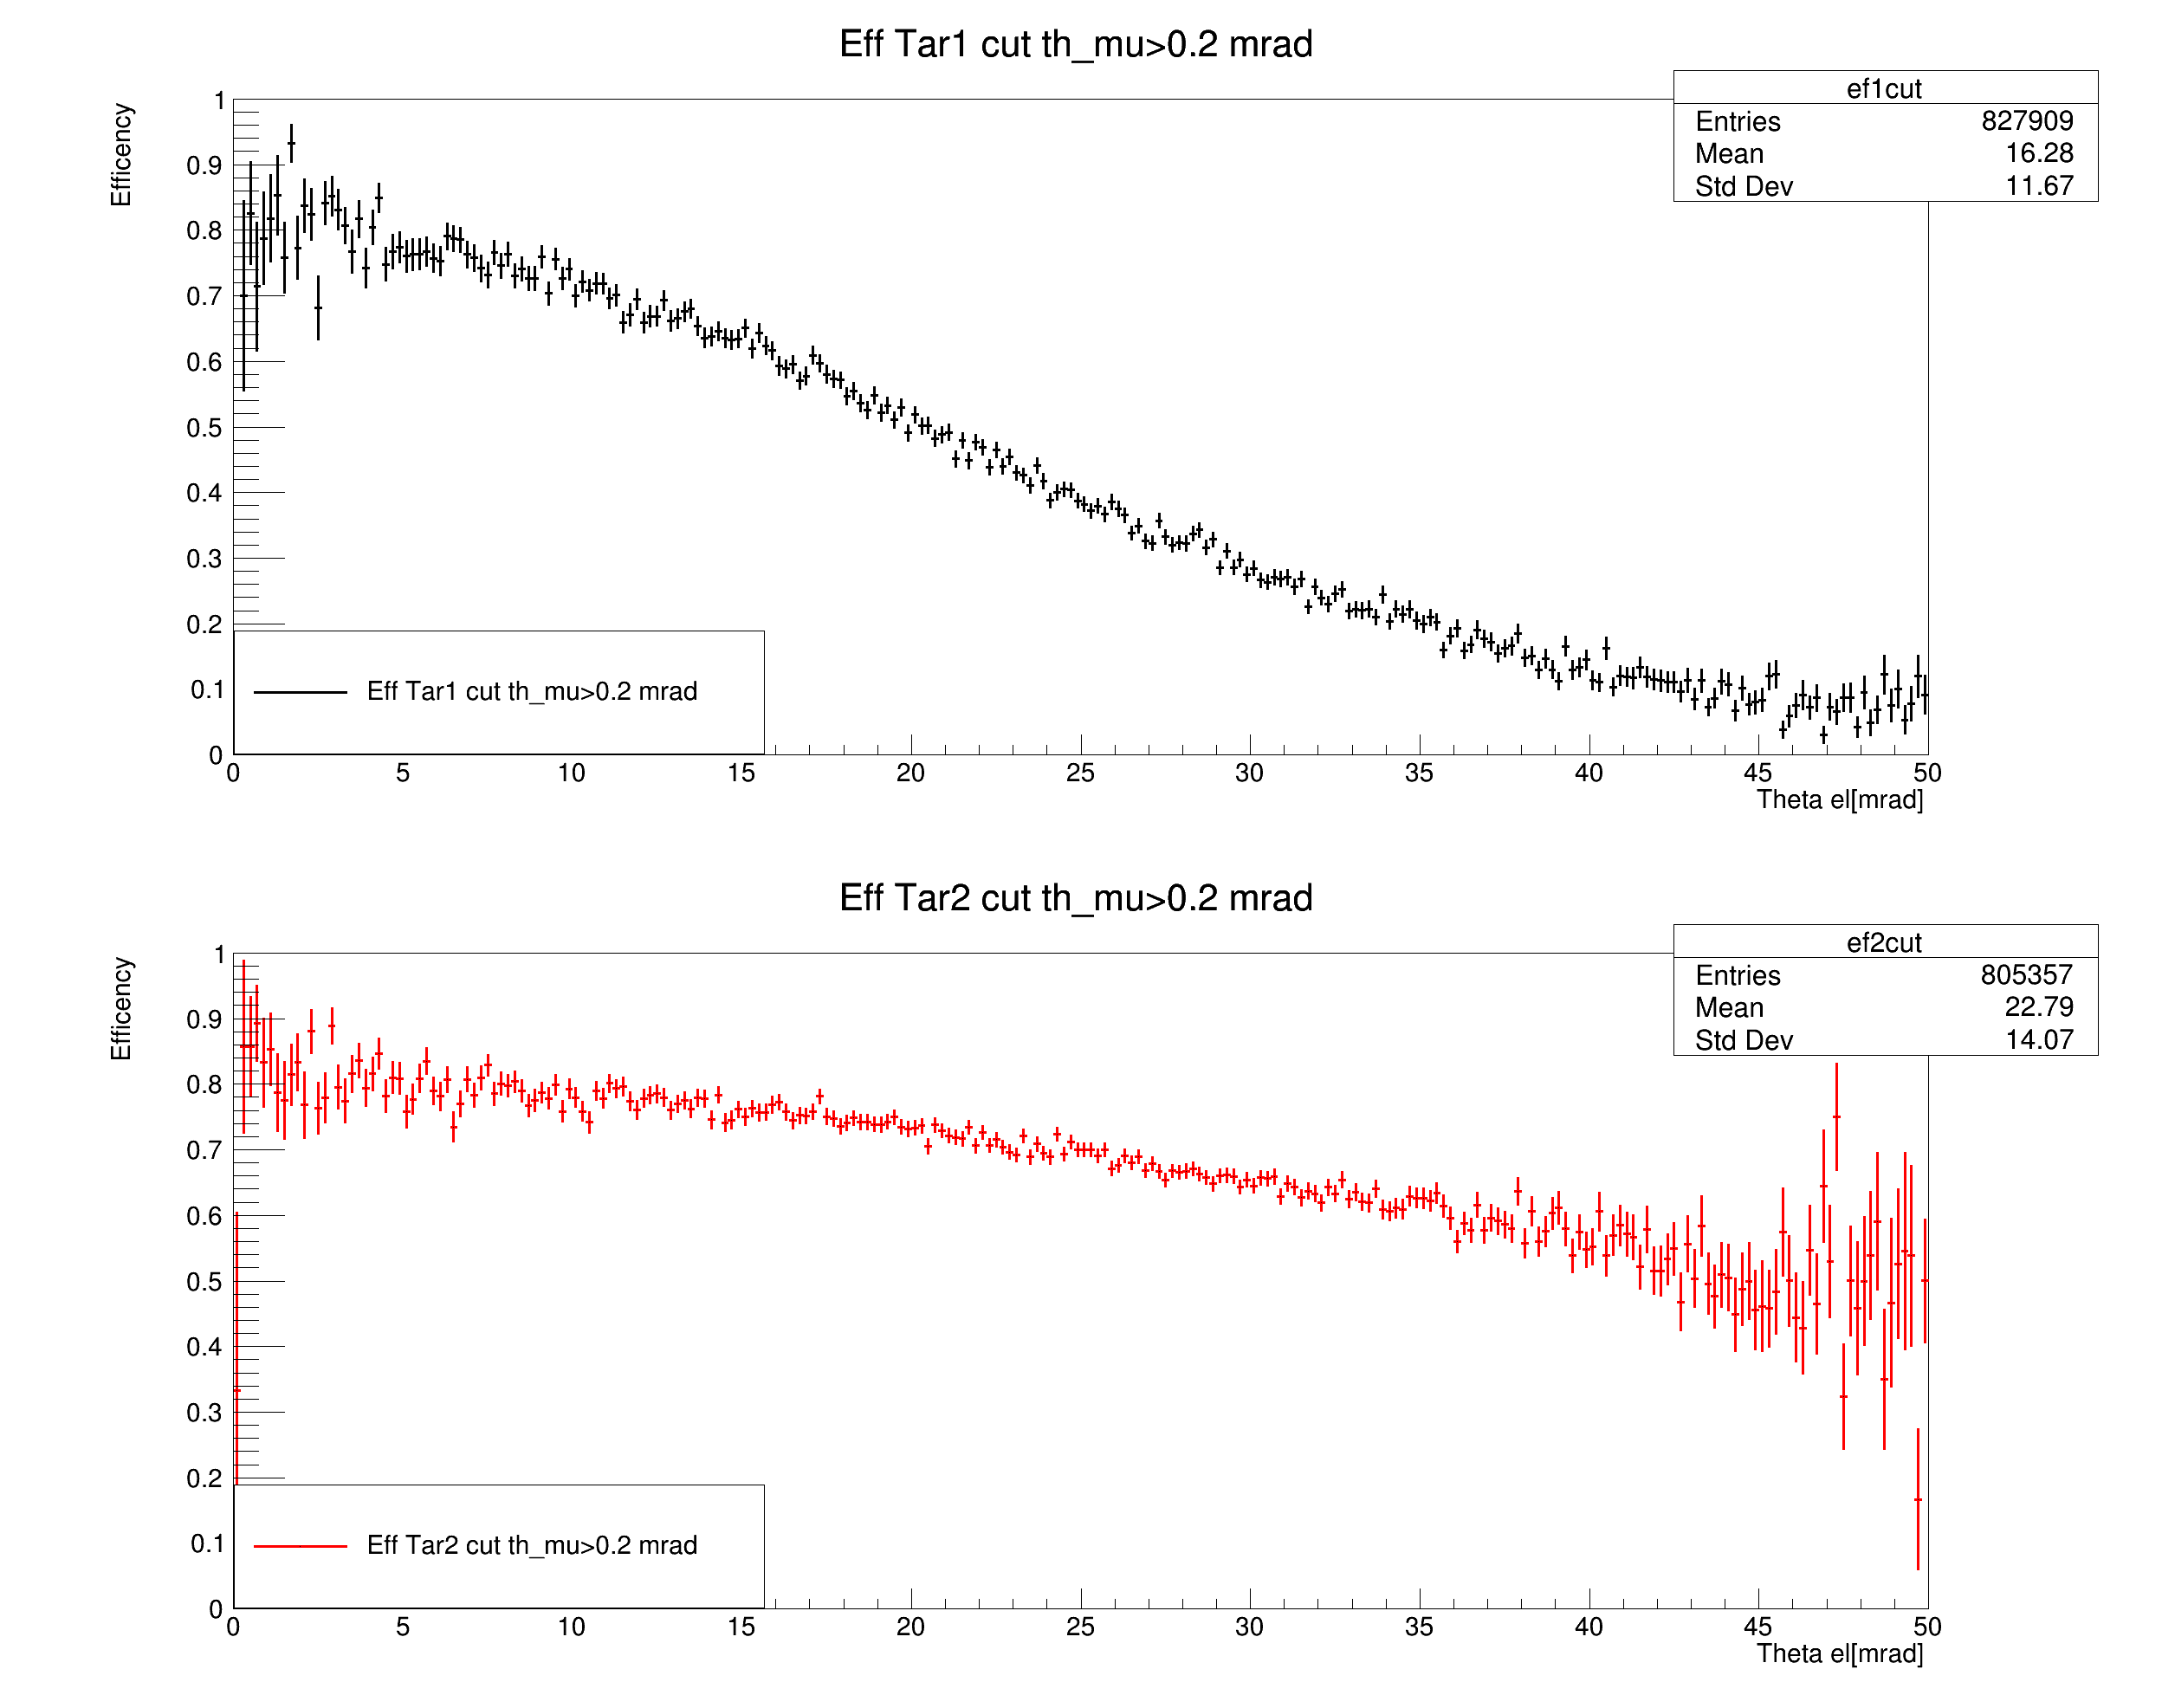 Eff Tar1 cut th_mu>0.2 mrad
Efficency
ef1cut
Entries 827909
Mean 16.28
Std Dev 11.67
1
0.9
0.8
0.7
0.6
0.5
0.4
0.3
0.2
0.1
0
Eff Tar1 cut th_mu>0.2 mrad
0 5 10 15 20 25 30 35 40 45 50
Theta el[mrad]
Eff Tar2 cut th_mu>0.2 mrad
Efficency
ef2cut
Entries 805357
Mean 22.79
Std Dev 14.07
1
0.9
0.8
0.7
0.6
0.5
0.4
0.3
0.2
0.1
0
Eff Tar2 cut th_mu>0.2 mrad
0 5 10 15 20 25 30 35 40 45 50
Theta el[mrad]